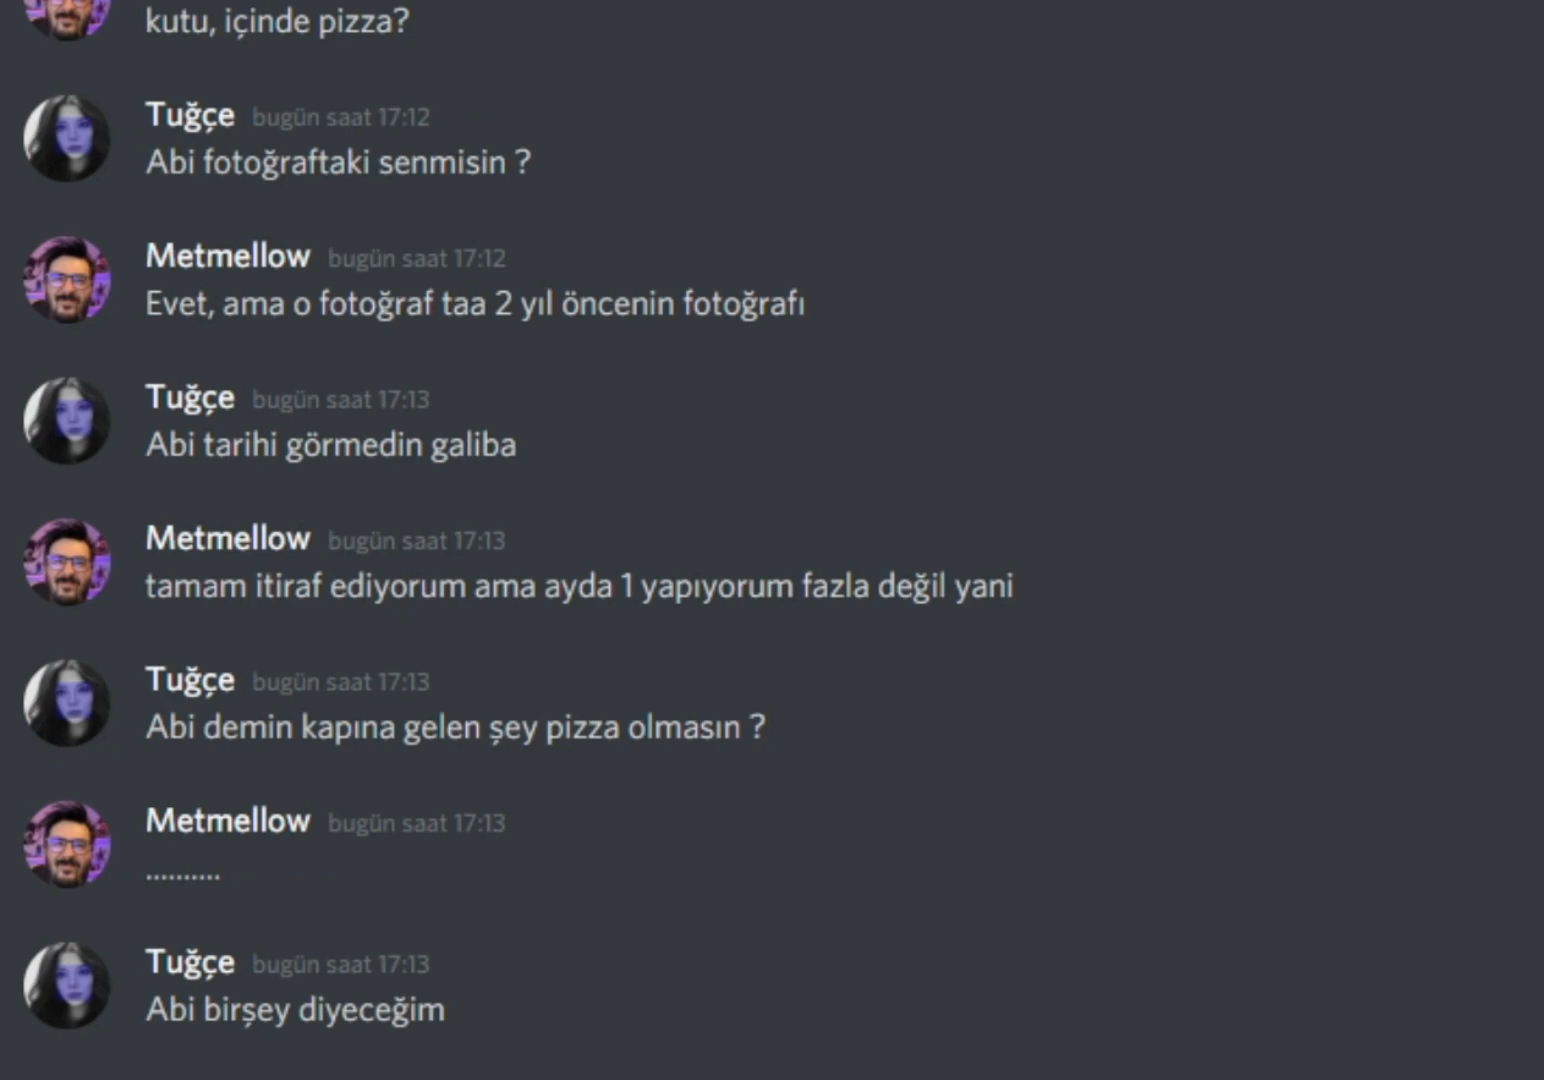 kutu, içinde pizza?
Tuğçe bugün saat 17:12
Abi fotoğraftaki senmisin ?
Metmellow bugün saat 17:12
Evet, ama o fotoğraf taa 2 yıl öncenin fotoğrafı
Tuğçe bugün saat 17:13
Abi tarihi görmedin galiba
Metmellow bugün saat 17:13
tamam itiraf ediyorum ama ayda 1 yapıyorum fazla değil yani
Tuğçe bugün saat 17:13
Abi demin kapına gelen şey pizza olmasın ?
Metmellow bugün saat 17:13
..........
Tuğçe bugün saat 17:13
Abi birşey diyeceğim